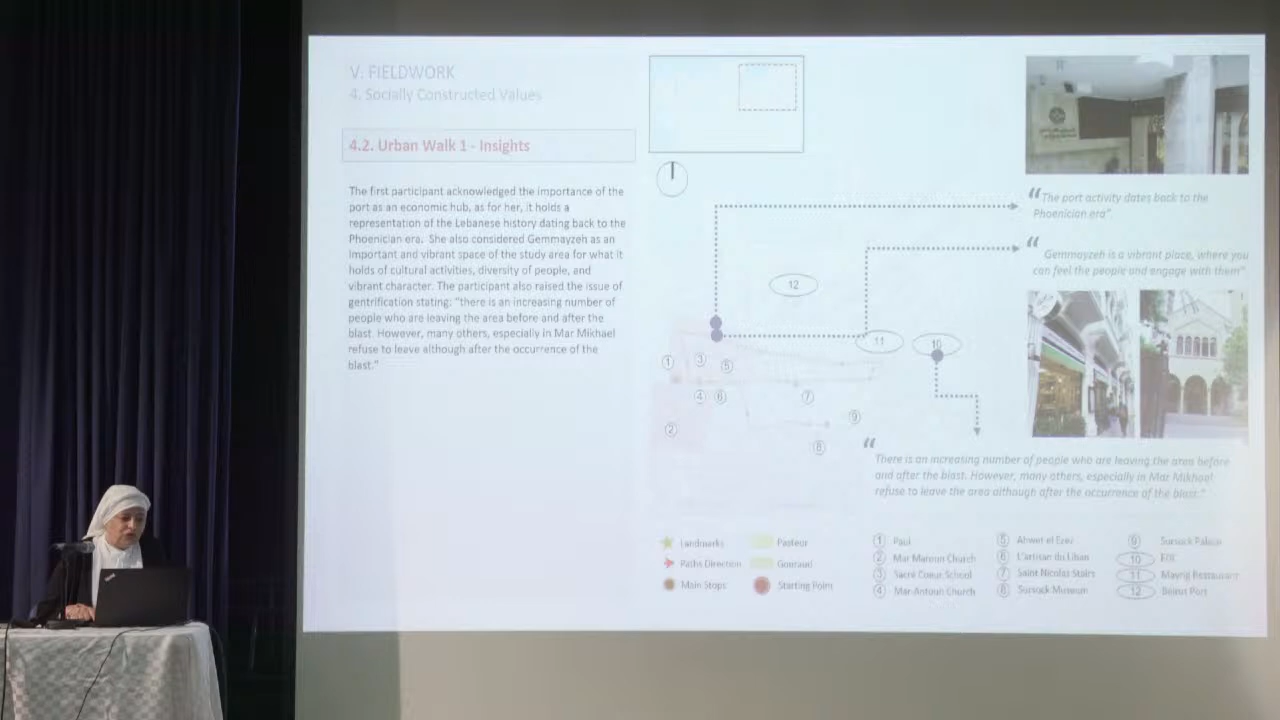 V. FIELDWORK
4. Socially Constructed Values
4.2. Urban Walk 1 - Insights
The first participant acknowledged the importance of the
port as an economic hub, as for her, it holds a
representation of the Lebanese history dating back to the
Phoenician era. She also considered Gemmayzeh as an
important and vibrant space of the study area for what it
holds of cultural activities, diversity of people, and
vibrant character. The participant also raised the issue of
gentrification stating: "there is an increasing number of
people who are leaving the area before and after the
blast. However, many others, especially in Mar Mikhael
refuse to leave although after the occurrence of the
blast."
“The port activity dates back to the
Phoenician era"
“Gemmayzeh is a vibrant place, where you
can feel the people and engage with them"
12
11
10
1
3
5
4
6
7
9
2
8
“There is an increasing number of people who are leaving the area before
and after the blast. However, many others, especially in Mar Mikhael
refuse to leave the area although after the occurrence of the blast."
Landmarks
Paths Direction
Main Stops
Pasteur
Gouraud
Starting Point
1 Paul
2 Mar Maroun Church
3 Sacré Coeur School
4 Mar Antoun Church
5 Ahwet el Ezez
6 L'artisan du Liban
7 Saint Nicolas Stairs
8 Sursock Museum
9 Sursock Palace
10
11 Mayrig Restaurant
12 Beirut Port